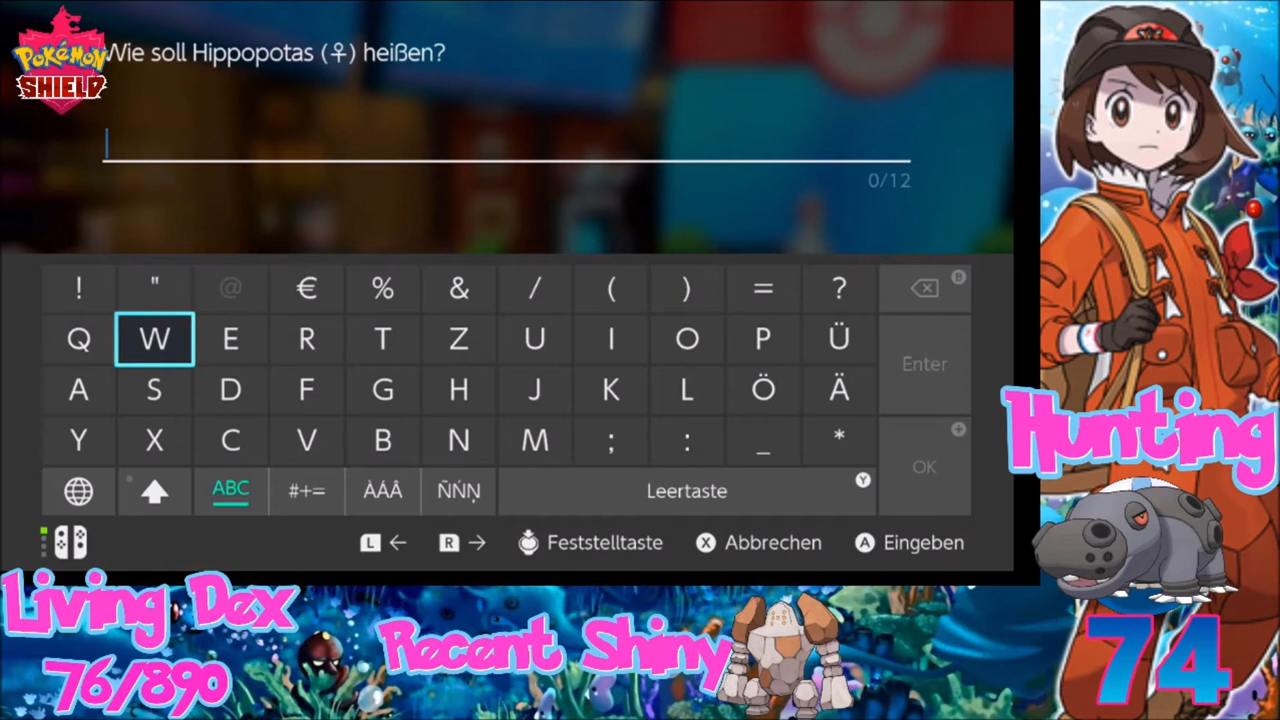 POKéMON
SHIELD
Wie soll Hippopotas (♀) heißen?
0/12
! " @ € % & / ( ) = ? B
Q W E R T Z U I O P Ü Enter
A S D F G H J K L Ö Ä
Y X C V B N M ; : _ * OK +
ABC #+= ÀÁÂ ÑŃŅ Leertaste Y
L ← R → Feststelltaste X Abbrechen A Eingeben
Hunting
74
Living Dex
76/890
Recent Shiny